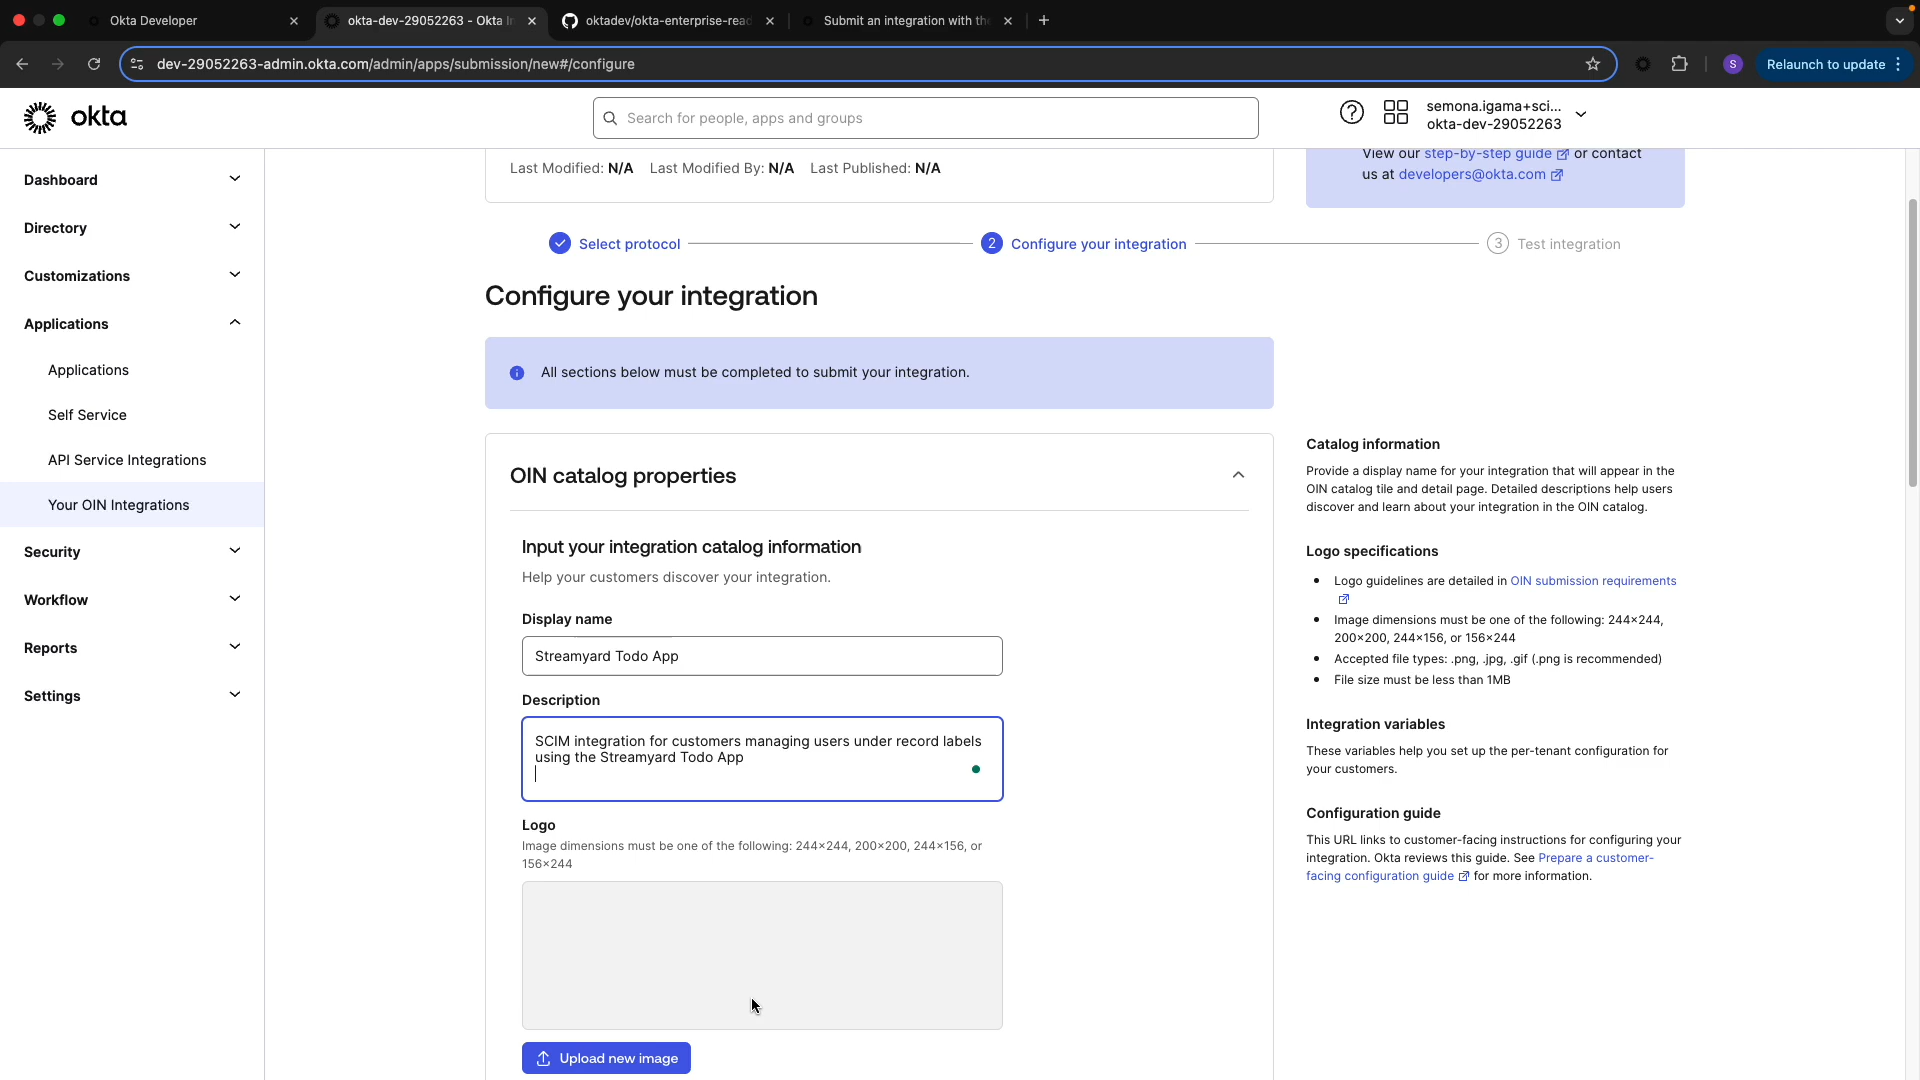 Okta Developer
okta-dev-29052263 - Okta In
oktadev/okta-enterprise-read
Submit an integration with the
dev-29052263-admin.okta.com/admin/apps/submission/new#/configure
S
Relaunch to update
okta
Search for people, apps and groups
semona.igama+sci...
okta-dev-29052263
Dashboard
Directory
Customizations
Applications
Applications
Self Service
API Service Integrations
Your OIN Integrations
Security
Workflow
Reports
Settings
Last Modified: N/A Last Modified By: N/A Last Published: N/A
View our step-by-step guide or contact
us at developers@okta.com
Select protocol
2 Configure your integration
3 Test integration
Configure your integration
All sections below must be completed to submit your integration.
OIN catalog properties
Input your integration catalog information
Help your customers discover your integration.
Display name
Streamyard Todo App
Description
SCIM integration for customers managing users under record labels
using the Streamyard Todo App
Logo
Image dimensions must be one of the following: 244×244, 200×200, 244×156, or
156×244
Upload new image
Catalog information
Provide a display name for your integration that will appear in the
OIN catalog tile and detail page. Detailed descriptions help users
discover and learn about your integration in the OIN catalog.
Logo specifications
Logo guidelines are detailed in OIN submission requirements
Image dimensions must be one of the following: 244×244,
200×200, 244×156, or 156×244
Accepted file types: .png, .jpg, .gif (.png is recommended)
File size must be less than 1MB
Integration variables
These variables help you set up the per-tenant configuration for
your customers.
Configuration guide
This URL links to customer-facing instructions for configuring your
integration. Okta reviews this guide. See Prepare a customer-
facing configuration guide for more information.